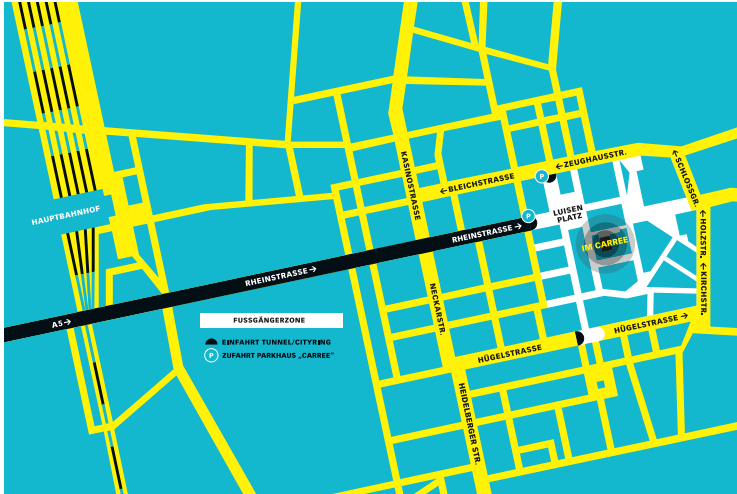 KASINOSTRASSE
←BLEICHSTRASSE
P
←ZEUGHAUSSTR.
←SCHLOSSGR.
HAUPTBAHNHOF
LUISEN
PLATZ
P
IM CARREE
←HOLZSTR.
←KIRCHSTR.
RHEINSTRASSE→
RHEINSTRASSE→
A5→
NECKARSTR.
FUSSGÄNGERZONE
EINFAHRT TUNNEL/CITYRING
P ZUFAHRT PARKHAUS „CARREE“
HÜGELSTRASSE
HÜGELSTRASSE→
HEIDELBERGER STR.